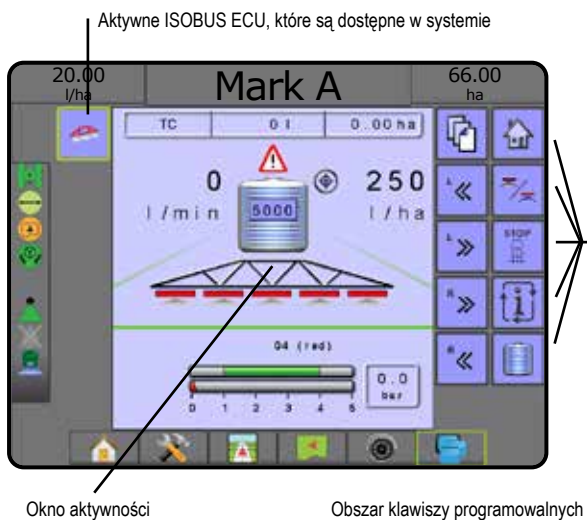 Aktywne ISOBUS ECU, które są dostępne w systemie
20.00 Mark A 66.00
l/ha ha
TC 0 l 0.00 ha
0 250
l/min 5000 l/ha
STOP
L
L
R
R
04 (red)
0.0
bar
0 1 2 3 4 5
Okno aktywności Obszar klawiszy programowalnych